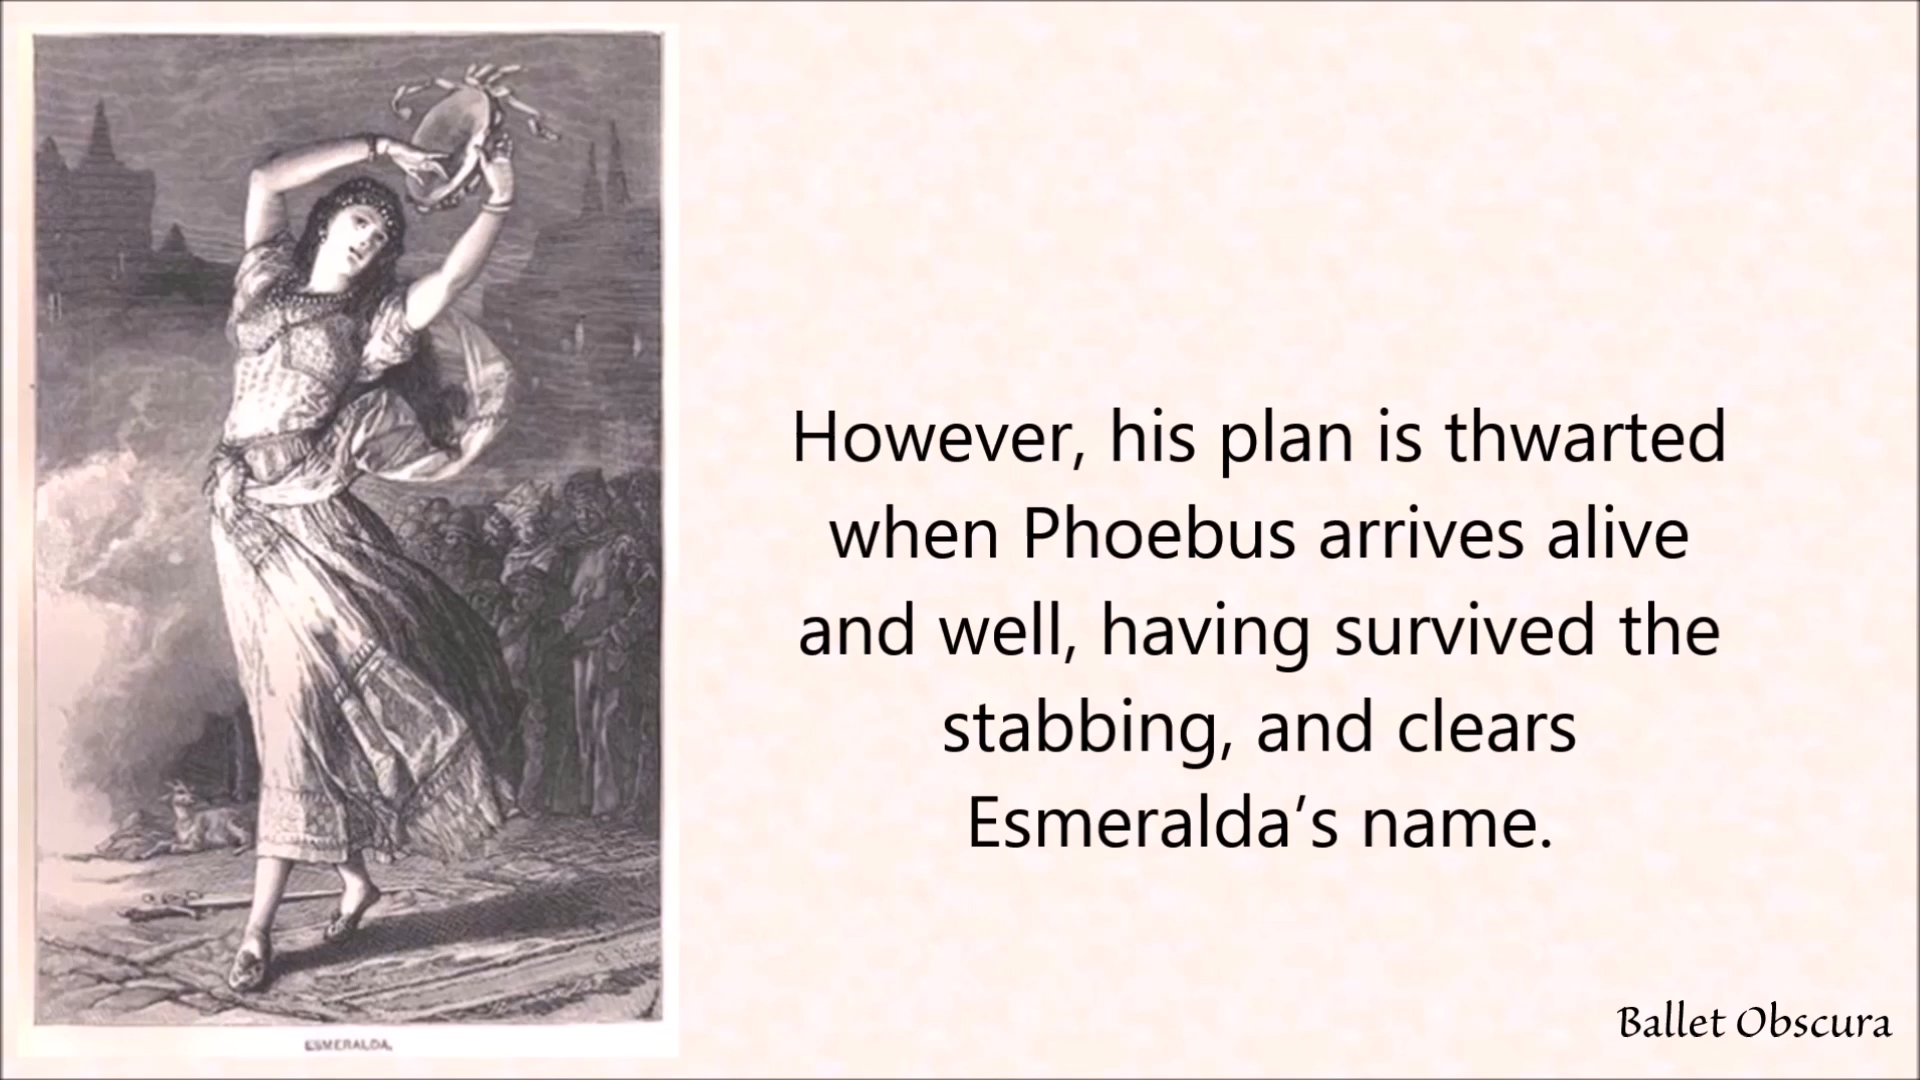 However, his plan is thwarted
when Phoebus arrives alive
and well, having survived the
stabbing, and clears
Esmeralda’s name.
ESMERALDA.
Ballet Obscura